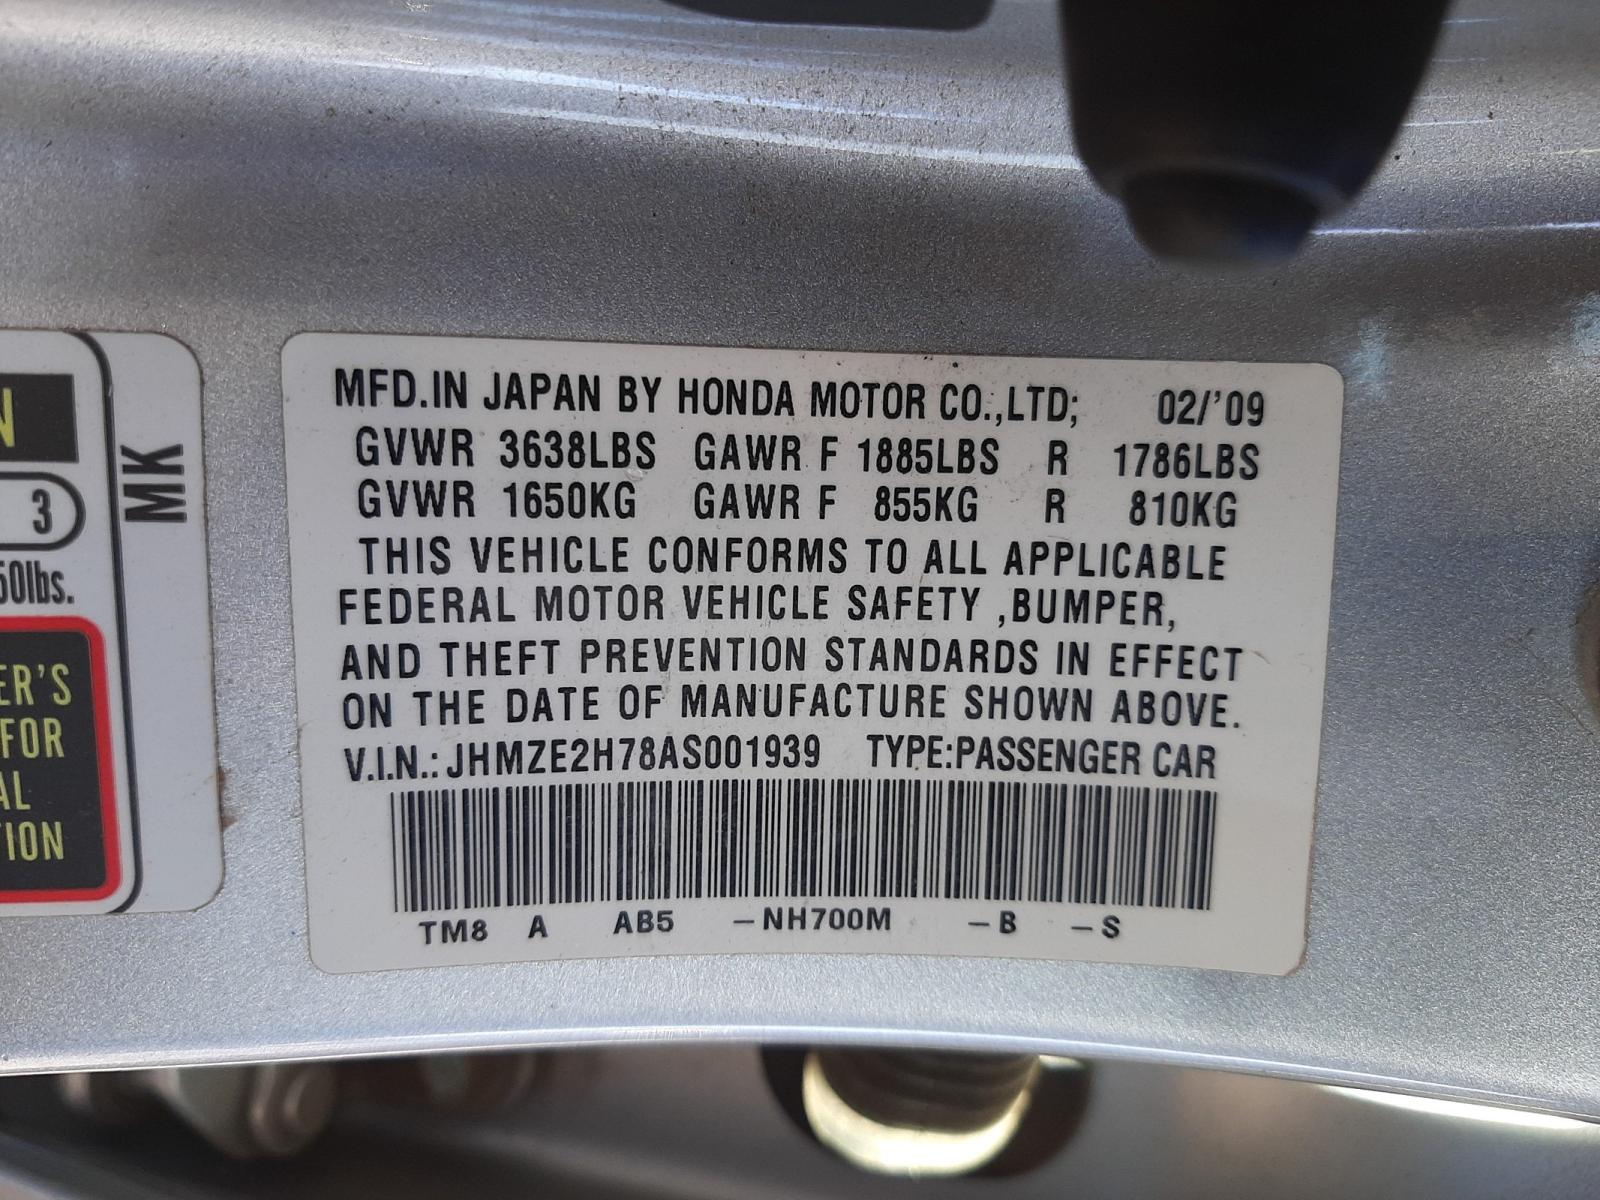 N
3
50lbs.
ER'S
FOR
AL
TION
MK
MFD.IN JAPAN BY HONDA MOTOR CO.,LTD; 02/'09
GVWR 3638LBS GAWR F 1885LBS R 1786LBS
GVWR 1650KG GAWR F 855KG R 810KG
THIS VEHICLE CONFORMS TO ALL APPLICABLE
FEDERAL MOTOR VEHICLE SAFETY ,BUMPER,
AND THEFT PREVENTION STANDARDS IN EFFECT
ON THE DATE OF MANUFACTURE SHOWN ABOVE.
V.I.N.: JHMZE2H78AS001939 TYPE:PASSENGER CAR
TM8 A AB5 -NH700M -B -S